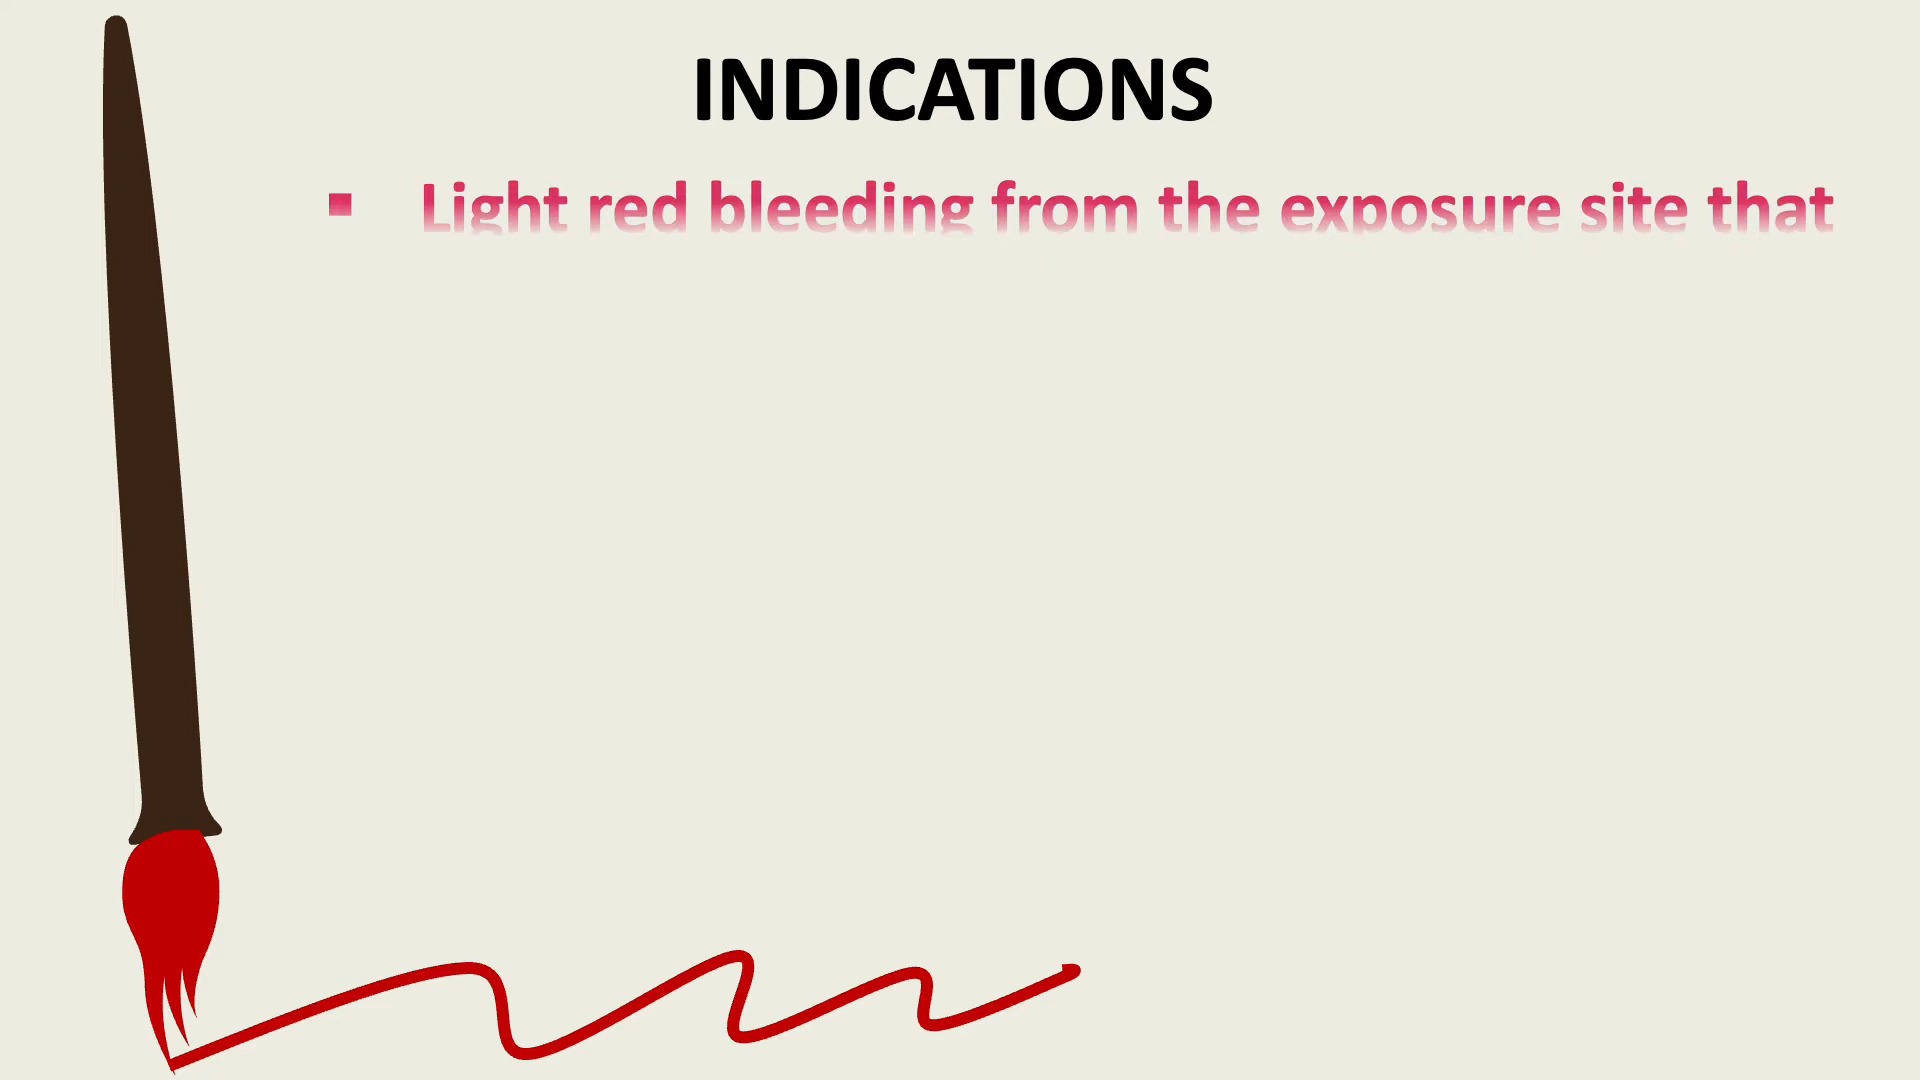 INDICATIONS
▪ Light red bleeding from the exposure site that